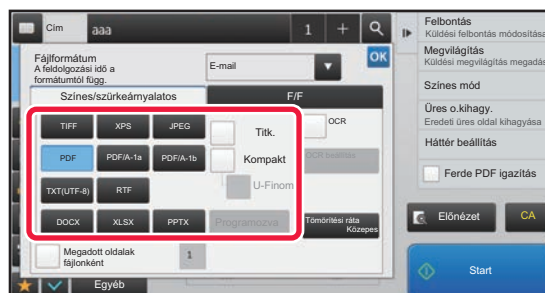 Cím aaa 1 +
Fájlformátum
A feldolgozási idő a
formátumtól függ.
E-mail
OK
Színes/szürkeárnyalatos
F/F
TIFF XPS JPEG Titk. OCR
PDF PDF/A-1a PDF/A-1b Kompakt OCR beállítás
U-Finom
TXT(UTF-8) RTF
DOCX XLSX PPTX Programozva
Tömörítési ráta
Közepes
Megadott oldalak
fájlonként
1
Egyéb
Felbontás
Küldési felbontás módosítása
Megvilágítás
Küldési megvilágítás megadás
Színes mód
Üres o.kihagy.
Eredeti üres oldal kihagyása
Háttér beállítás
Ferde PDF igazítás
Előnézet CA
Start